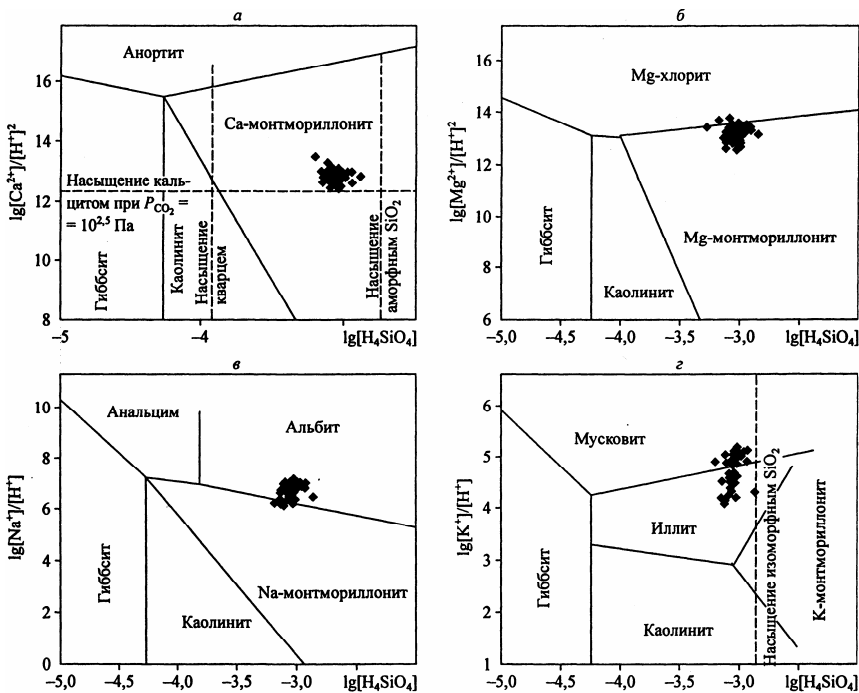 а
lg[Ca²⁺]/[H⁺]²
16
14
12
10
8
Анортит
Са-монтмориллонит
Насыщение каль-
цитом при P_CO₂ =
= 10²,⁵ Па
Гиббсит
Каолинит
Насыщение
кварцем
Насыщение
аморфным SiO₂
–5
–4
lg[H₄SiO₄]
б
lg[Mg²⁺]/[H⁺]²
16
14
12
10
8
6
Mg-хлорит
Mg-монтмориллонит
Гиббсит
Каолинит
–5,0
–4,5
–4,0
–3,5
–3,0
lg[H₄SiO₄]
в
lg[Na⁺]/[H⁺]
10
8
6
4
2
0
Анальцим
Альбит
Гиббсит
Na-монтмориллонит
Каолинит
–5,0
–4,5
–4,0
–3,5
–3,0
lg[H₄SiO₄]
г
lg[K⁺]/[H⁺]
6
5
4
3
2
1
Мусковит
Иллит
Гиббсит
Каолинит
Насыщение изоморфным SiO₂
К-монтмориллонит
–5,0
–4,5
–4,0
–3,5
–3,0
lg[H₄SiO₄]